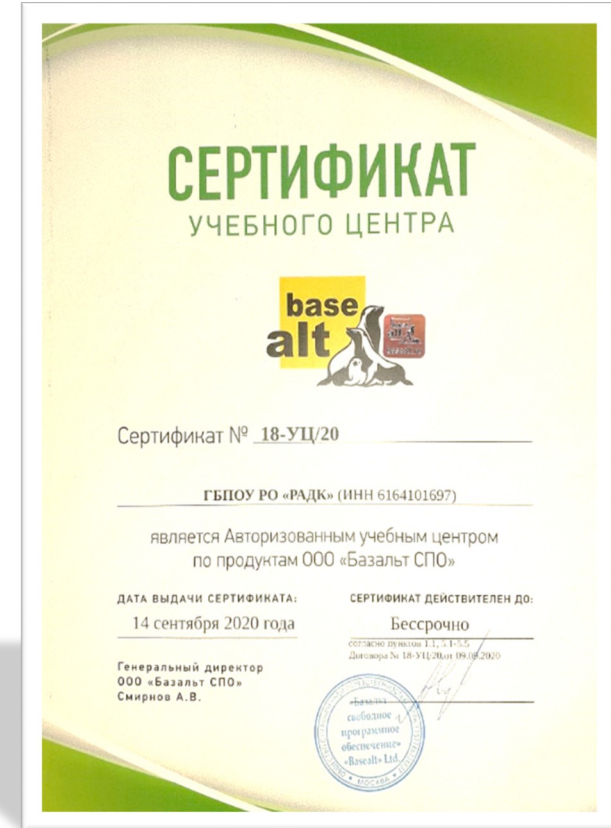 СЕРТИФИКАТ
УЧЕБНОГО ЦЕНТРА
base
alt
Сертификат № 18-УЦ/20
ГБПОУ РО «РАДК» (ИНН 6164101697)
является Авторизованным учебным центром
по продуктам ООО «Базальт СПО»
ДАТА ВЫДАЧИ СЕРТИФИКАТА:
14 сентября 2020 года
СЕРТИФИКАТ ДЕЙСТВИТЕЛЕН ДО:
Бессрочно
согласно пунктов 1.1, 5.1-5.5
Договора № 18-УЦ/20 от 09.09.2020
Генеральный директор
ООО «Базальт СПО»
Смирнов А.В.
«Базальт
свободное
программное
обеспечение»
«Basealt» Ltd.
МОСКВА